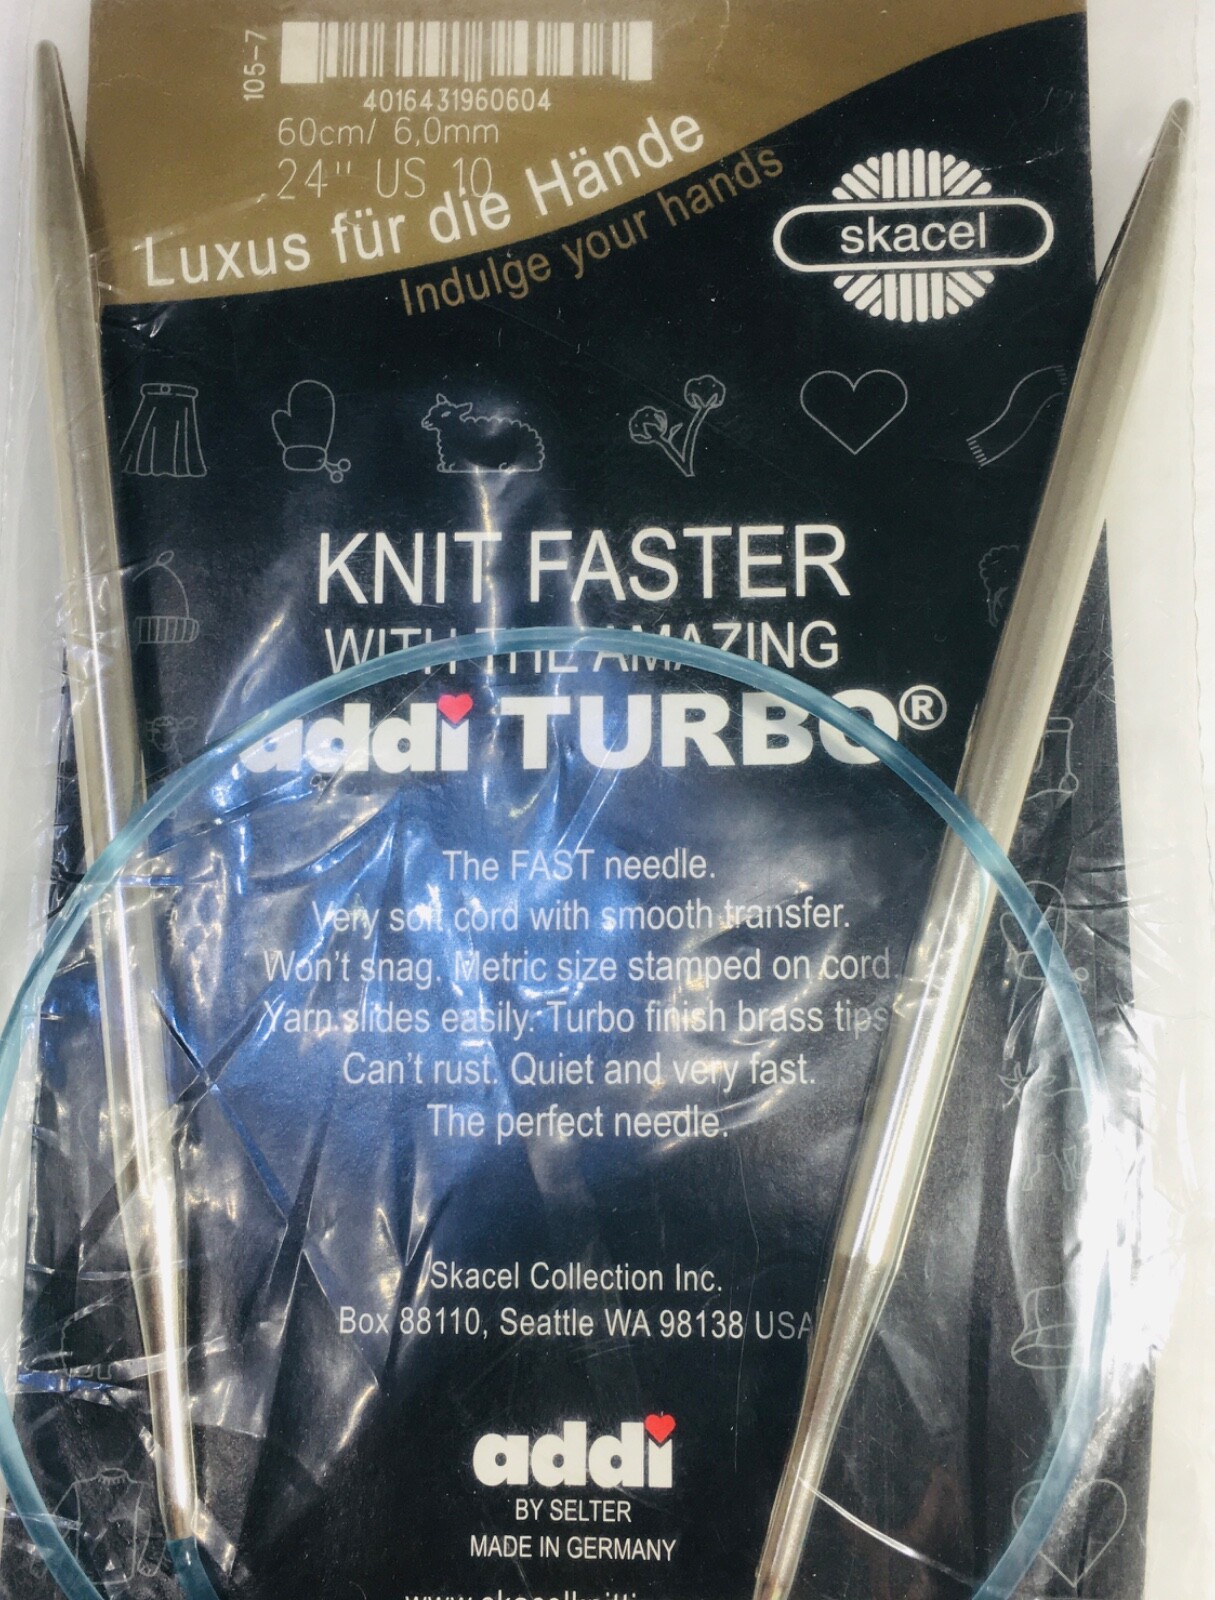 105-7
4016431960604
60cm/ 6,0mm
24" US 10
Luxus für die Hände
Indulge your hands
skacel
KNIT FASTER
WITH THE AMAZING
addi TURBO®
The FAST needle.
Very soft cord with smooth transfer.
Won't snag. Metric size stamped on cord.
Yarn slides easily. Turbo finish brass tips
Can't rust. Quiet and very fast.
The perfect needle.
Skacel Collection Inc.
Box 88110, Seattle WA 98138 USA
addi
BY SELTER
MADE IN GERMANY